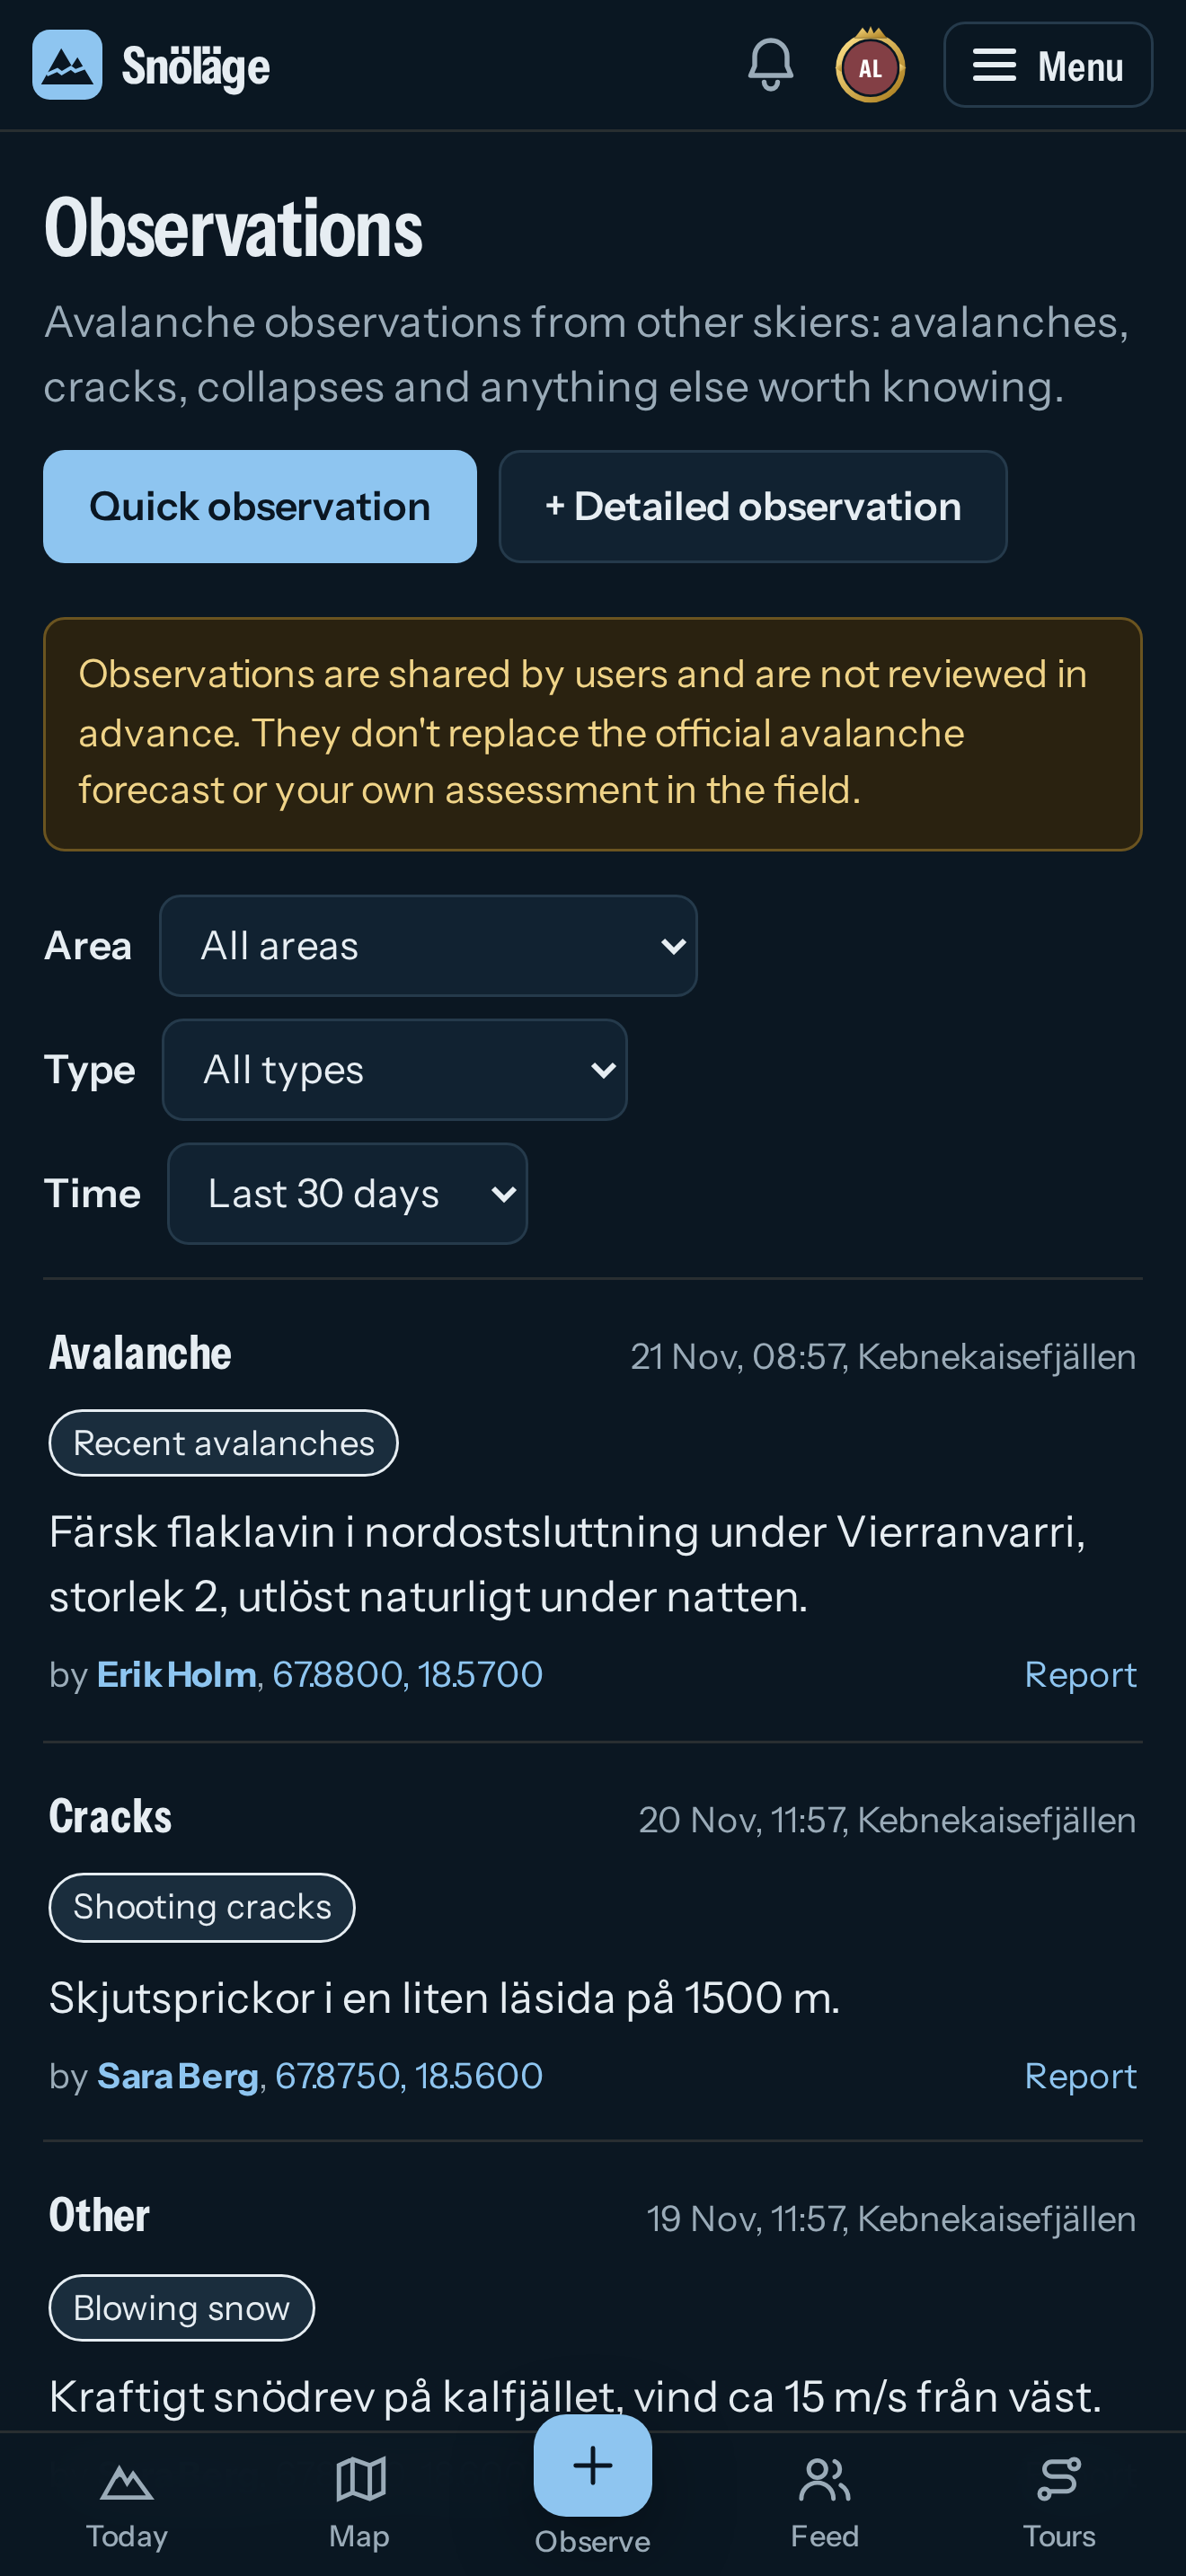 Snöläge
AL
Menu
Observations
Avalanche observations from other skiers: avalanches,
cracks, collapses and anything else worth knowing.
Quick observation
+ Detailed observation
Observations are shared by users and are not reviewed in
advance. They don't replace the official avalanche
forecast or your own assessment in the field.
Area
All areas
Type
All types
Time
Last 30 days
Avalanche
21 Nov, 08:57, Kebnekaisefjällen
Recent avalanches
Färsk flaklavin i nordostsluttning under Vierranvarri,
storlek 2, utlöst naturligt under natten.
by Erik Holm, 67.8800, 18.5700
Report
Cracks
20 Nov, 11:57, Kebnekaisefjällen
Shooting cracks
Skjutsprickor i en liten läsida på 1500 m.
by Sara Berg, 67.8750, 18.5600
Report
Other
19 Nov, 11:57, Kebnekaisefjällen
Blowing snow
Kraftigt snödrev på kalfjället, vind ca 15 m/s från väst.
Today
Map
Observe
Feed
Tours